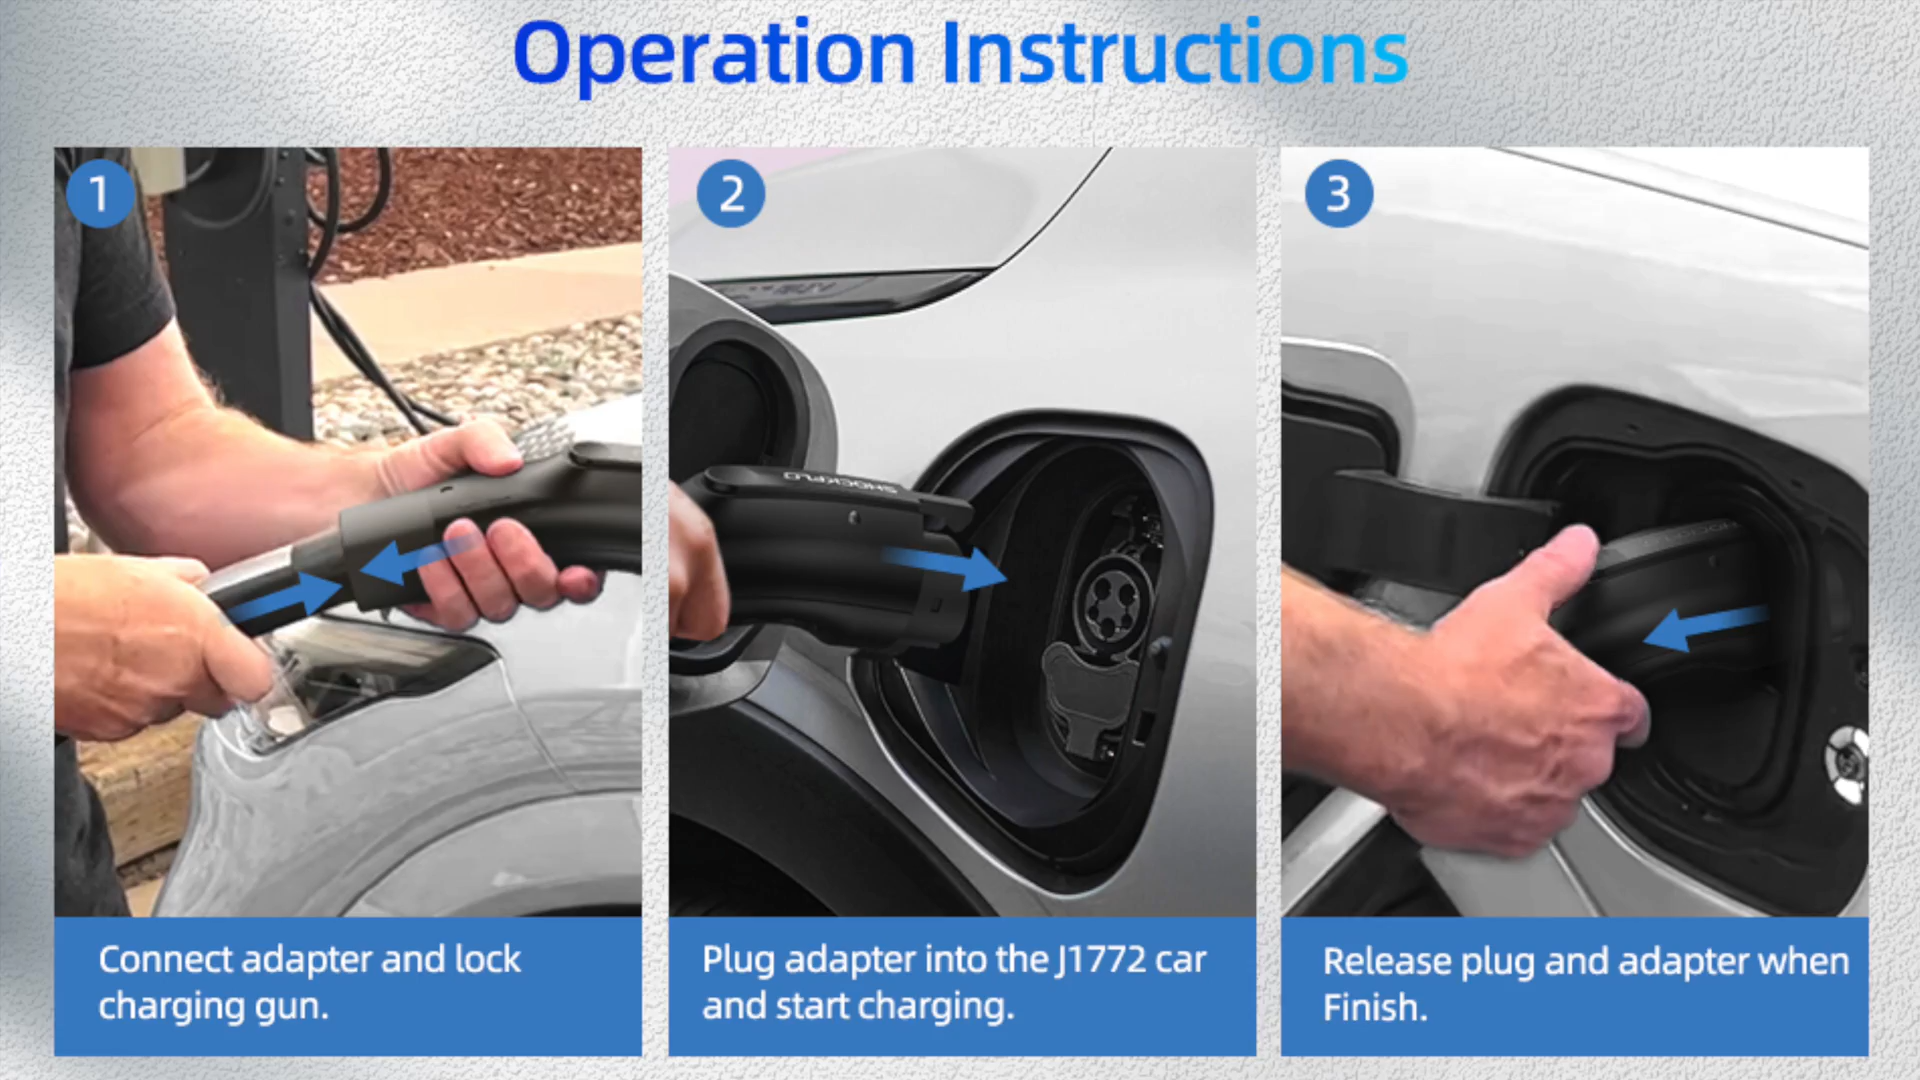 Operation Instructions
1
2
3
SHOCKFLO
Connect adapter and lock
charging gun.
Plug adapter into the J1772 car
and start charging.
Release plug and adapter when
Finish.